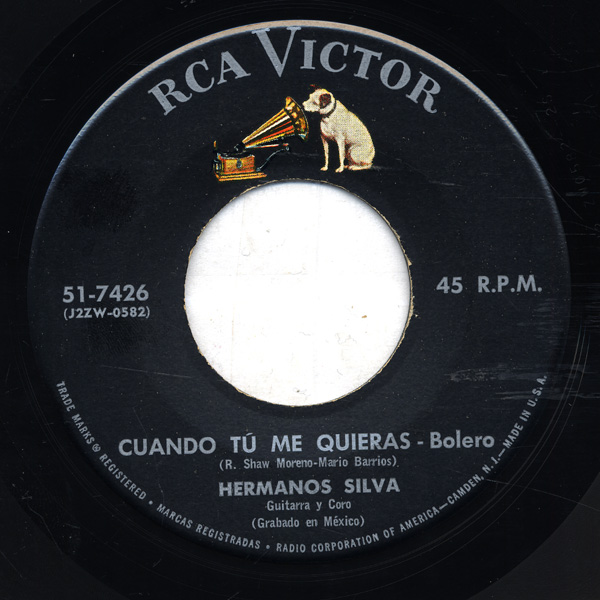 RCA VICTOR
51-7426
(J2ZW-0582)
45 R.P.M.
CUANDO TÚ ME QUIERAS - Bolero
(R. Shaw Moreno-Mario Barrios)
HERMANOS SILVA
Guitarra y Coro
(Grabado en México)
TRADE MARKS ® REGISTERED • MARCAS REGISTRADAS • RADIO CORPORATION OF AMERICA—CAMDEN, N.J.—MADE IN U.S.A.